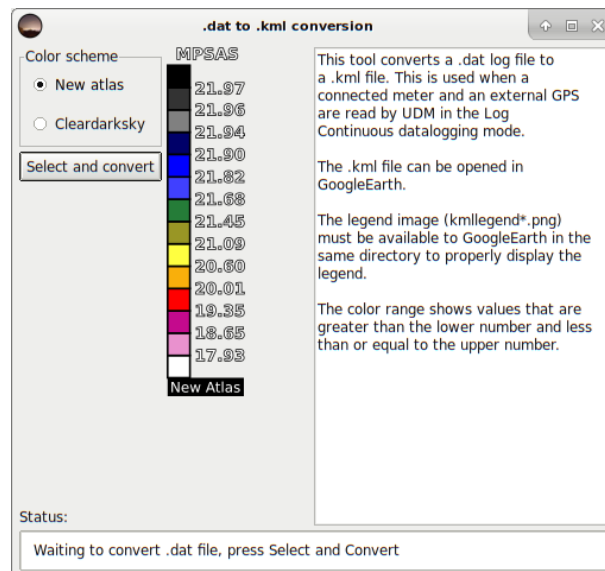 .dat to .kml conversion
Color scheme
New atlas
Cleardarksky
Select and convert
MPSAS
21.97
21.96
21.94
21.90
21.82
21.68
21.45
21.09
20.60
20.01
19.35
18.65
17.93
New Atlas
This tool converts a .dat log file to
a .kml file. This is used when a
connected meter and an external GPS
are read by UDM in the Log
Continuous datalogging mode.
The .kml file can be opened in
GoogleEarth.
The legend image (kmllegend*.png)
must be available to GoogleEarth in the
same directory to properly display the
legend.
The color range shows values that are
greater than the lower number and less
than or equal to the upper number.
Status:
Waiting to convert .dat file, press Select and Convert